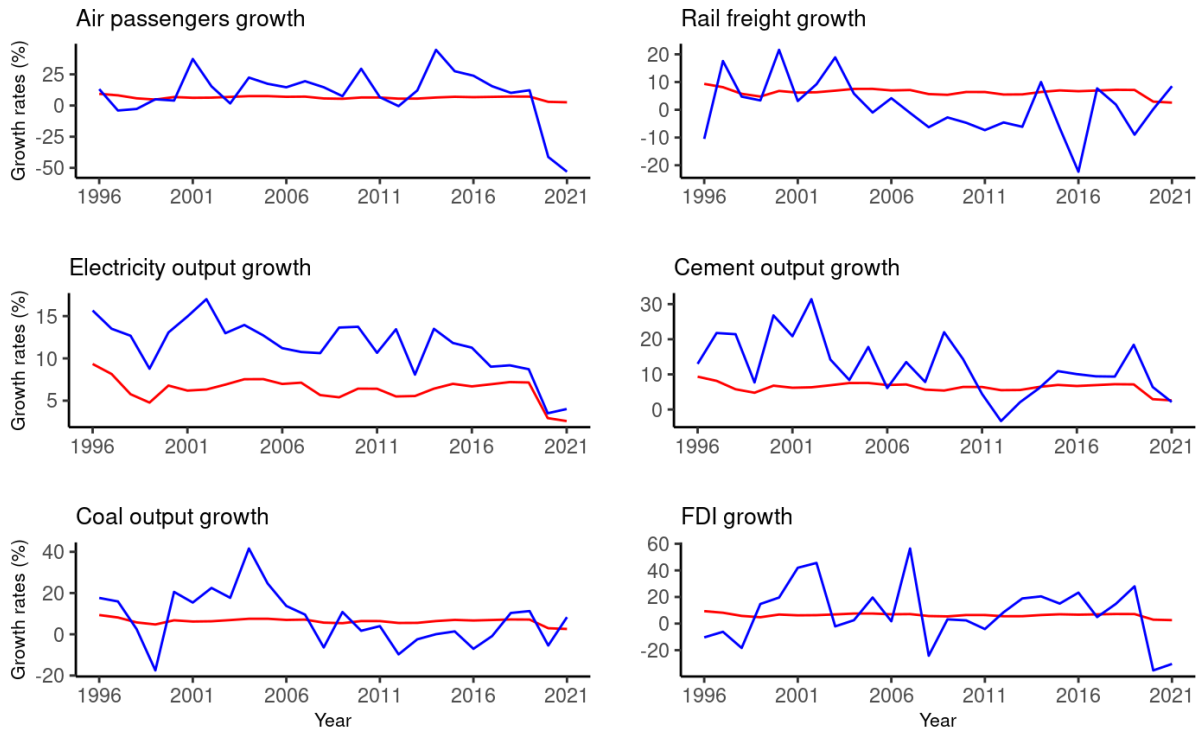 Air passengers growth
Growth rates (%)
25
0
-25
-50
1996 2001 2006 2011 2016 2021
Rail freight growth
20
10
0
-10
-20
1996 2001 2006 2011 2016 2021
Electricity output growth
Growth rates (%)
15
10
5
1996 2001 2006 2011 2016 2021
Cement output growth
30
20
10
0
1996 2001 2006 2011 2016 2021
Coal output growth
Growth rates (%)
40
20
0
-20
1996 2001 2006 2011 2016 2021
Year
FDI growth
60
40
20
0
-20
1996 2001 2006 2011 2016 2021
Year